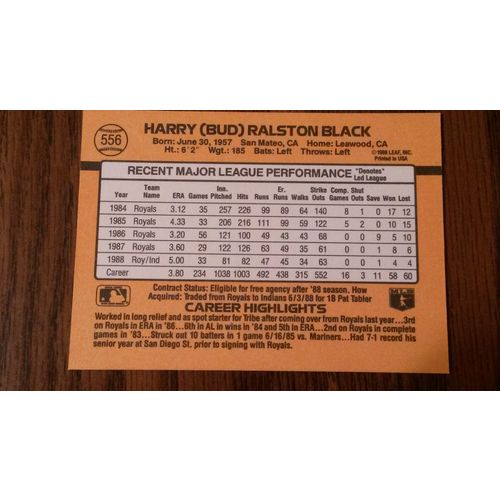 556
HARRY (BUD) RALSTON BLACK
Born: June 30, 1957 San Mateo, CA Home: Leawood, CA
Ht.: 6'2" Wgt.: 185 Bats: Left Throws: Left
© 1988 LEAF, INC.
Printed in USA
RECENT MAJOR LEAGUE PERFORMANCE *Denotes Led League
Year Team Name ERA Games Inn. Pitched Hits Runs Er. Runs Walks Strike Outs Comp. Games Shut Outs Save Won Lost
1984 Royals 3.12 35 257 226 99 89 64 140 8 1 0 17 12
1985 Royals 4.33 33 206 216 111 99 59 122 5 2 0 10 15
1986 Royals 3.20 56 121 100 49 43 43 68 0 0 9 5 10
1987 Royals 3.60 29 122 126 63 49 35 61 0 0 1 8 6
1988 Roy/Ind 5.00 33 81 82 47 45 34 63 0 0 1 4 4
Career 3.80 234 1038 1003 492 438 315 552 16 3 11 58 60
Contract Status: Eligible for free agency after '88 season. How
Acquired: Traded from Royals to Indians 6/3/88 for 1B Pat Tabler
CAREER HIGHLIGHTS
MLB
Worked in long relief and as spot starter for Tribe after coming over from Royals last year...3rd
on Royals in ERA in '86...6th in AL in wins in '84 and 5th in ERA...2nd on Royals in complete
games in '83...Struck out 10 batters in 1 game 6/16/85 vs. Mariners...Had 7-1 record his
senior year at San Diego St. prior to signing with Royals.